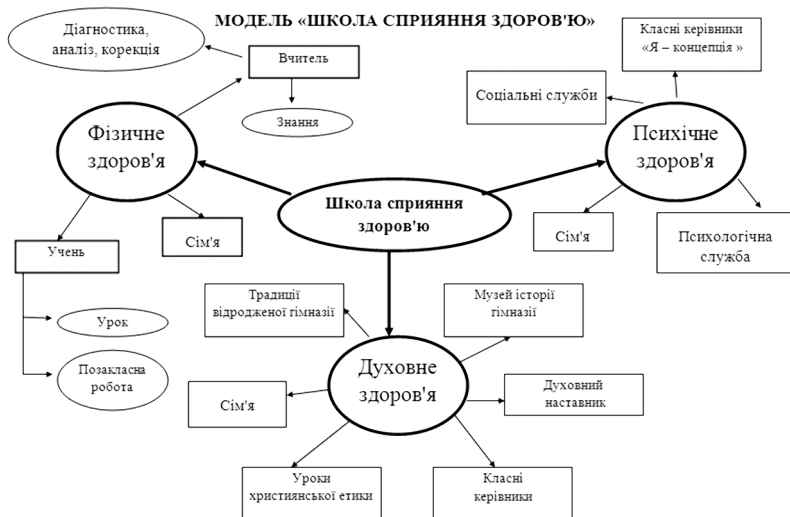 МОДЕЛЬ «ШКОЛА СПРИЯННЯ ЗДОРОВ'Ю»
Діагностика,
аналіз, корекція
Вчитель
Знання
Класні керівники
«Я – концепція »
Соціальні служби
Фізичне
здоров'я
Психічне
здоров'я
Школа сприяння
здоров'ю
Сім'я
Учень
Урок
Позакласна
робота
Сім'я
Психологічна
служба
Традиції
відродженої гімназії
Музей історії
гімназії
Духовне
здоров'я
Сім'я
Духовний
наставник
Уроки
християнської етики
Класні
керівники